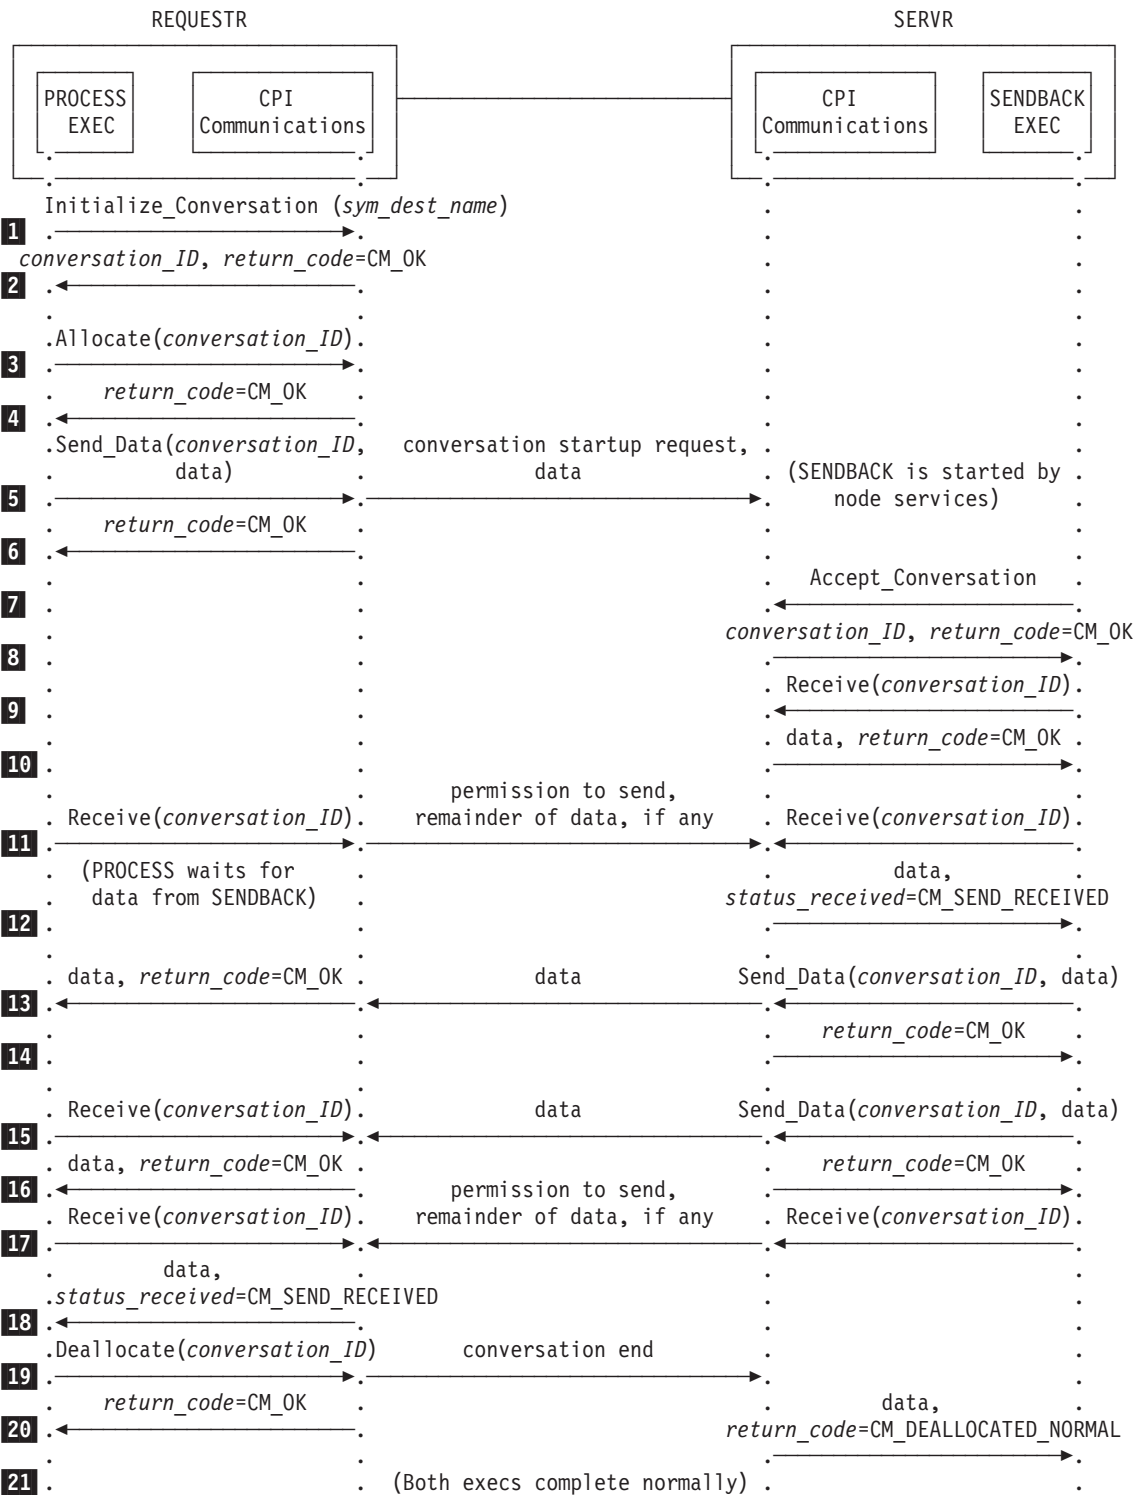 REQUESTR SERVR
PROCESS CPI CPI SENDBACK
EXEC Communications Communications EXEC
Initialize_Conversation (sym_dest_name)
1
conversation_ID, return_code=CM_OK
2
Allocate(conversation_ID)
3
return_code=CM_OK
4
Send_Data(conversation_ID, conversation startup request,
data) data (SENDBACK is started by
5 node services)
return_code=CM_OK
6
Accept_Conversation
7
conversation_ID, return_code=CM_OK
8
Receive(conversation_ID)
9
data, return_code=CM_OK
10
permission to send,
Receive(conversation_ID) remainder of data, if any Receive(conversation_ID)
11
(PROCESS waits for data,
data from SENDBACK) status_received=CM_SEND_RECEIVED
12
data, return_code=CM_OK data Send_Data(conversation_ID, data)
13
return_code=CM_OK
14
Receive(conversation_ID) data Send_Data(conversation_ID, data)
15
data, return_code=CM_OK return_code=CM_OK
16 permission to send,
Receive(conversation_ID) remainder of data, if any Receive(conversation_ID)
17
data,
status_received=CM_SEND_RECEIVED
18
Deallocate(conversation_ID) conversation end
19
return_code=CM_OK data,
20 return_code=CM_DEALLOCATED_NORMAL
21 (Both execs complete normally)